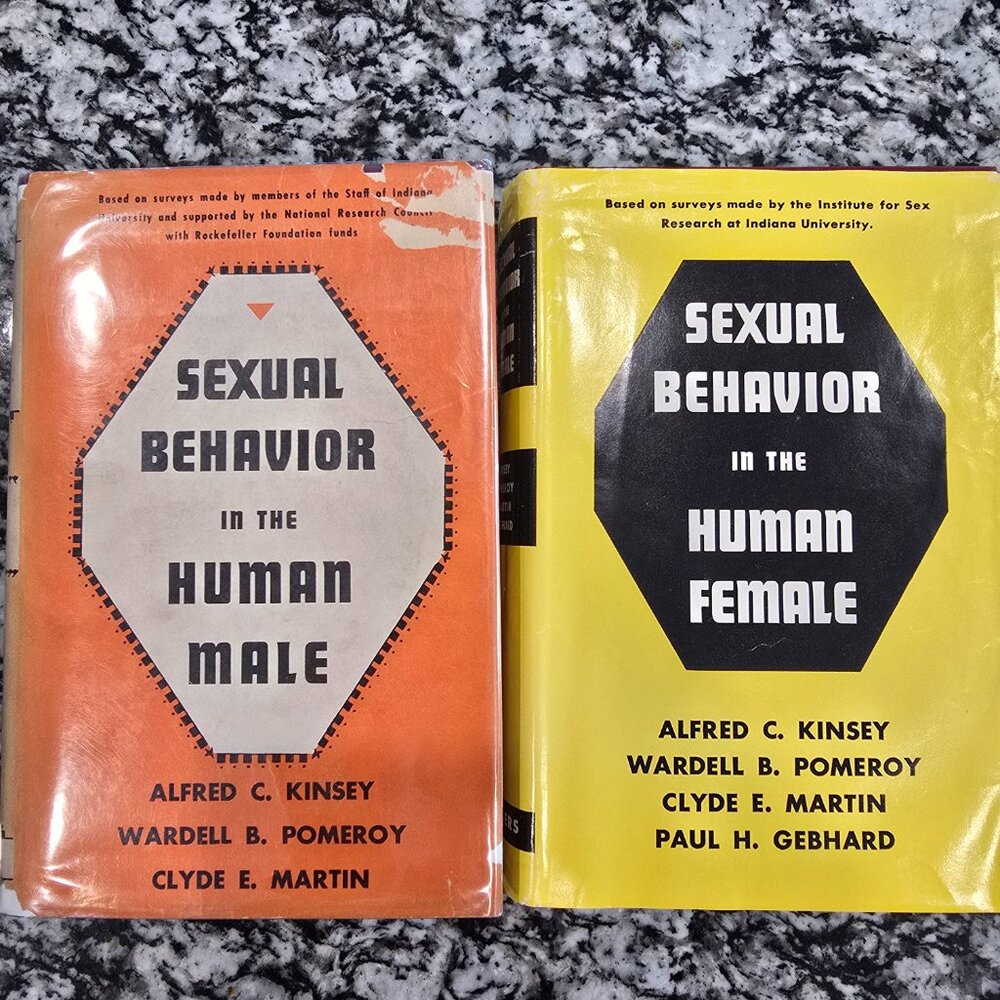 Based on surveys made by members of the Staff of Indiana
University and supported by the National Research Council
with Rockefeller Foundation funds
SEXUAL
BEHAVIOR
IN THE
HUMAN
MALE
ALFRED C. KINSEY
WARDELL B. POMEROY
CLYDE E. MARTIN
Based on surveys made by the Institute for Sex
Research at Indiana University.
SEXUAL
BEHAVIOR
IN THE
HUMAN
FEMALE
ALFRED C. KINSEY
WARDELL B. POMEROY
CLYDE E. MARTIN
PAUL H. GEBHARD